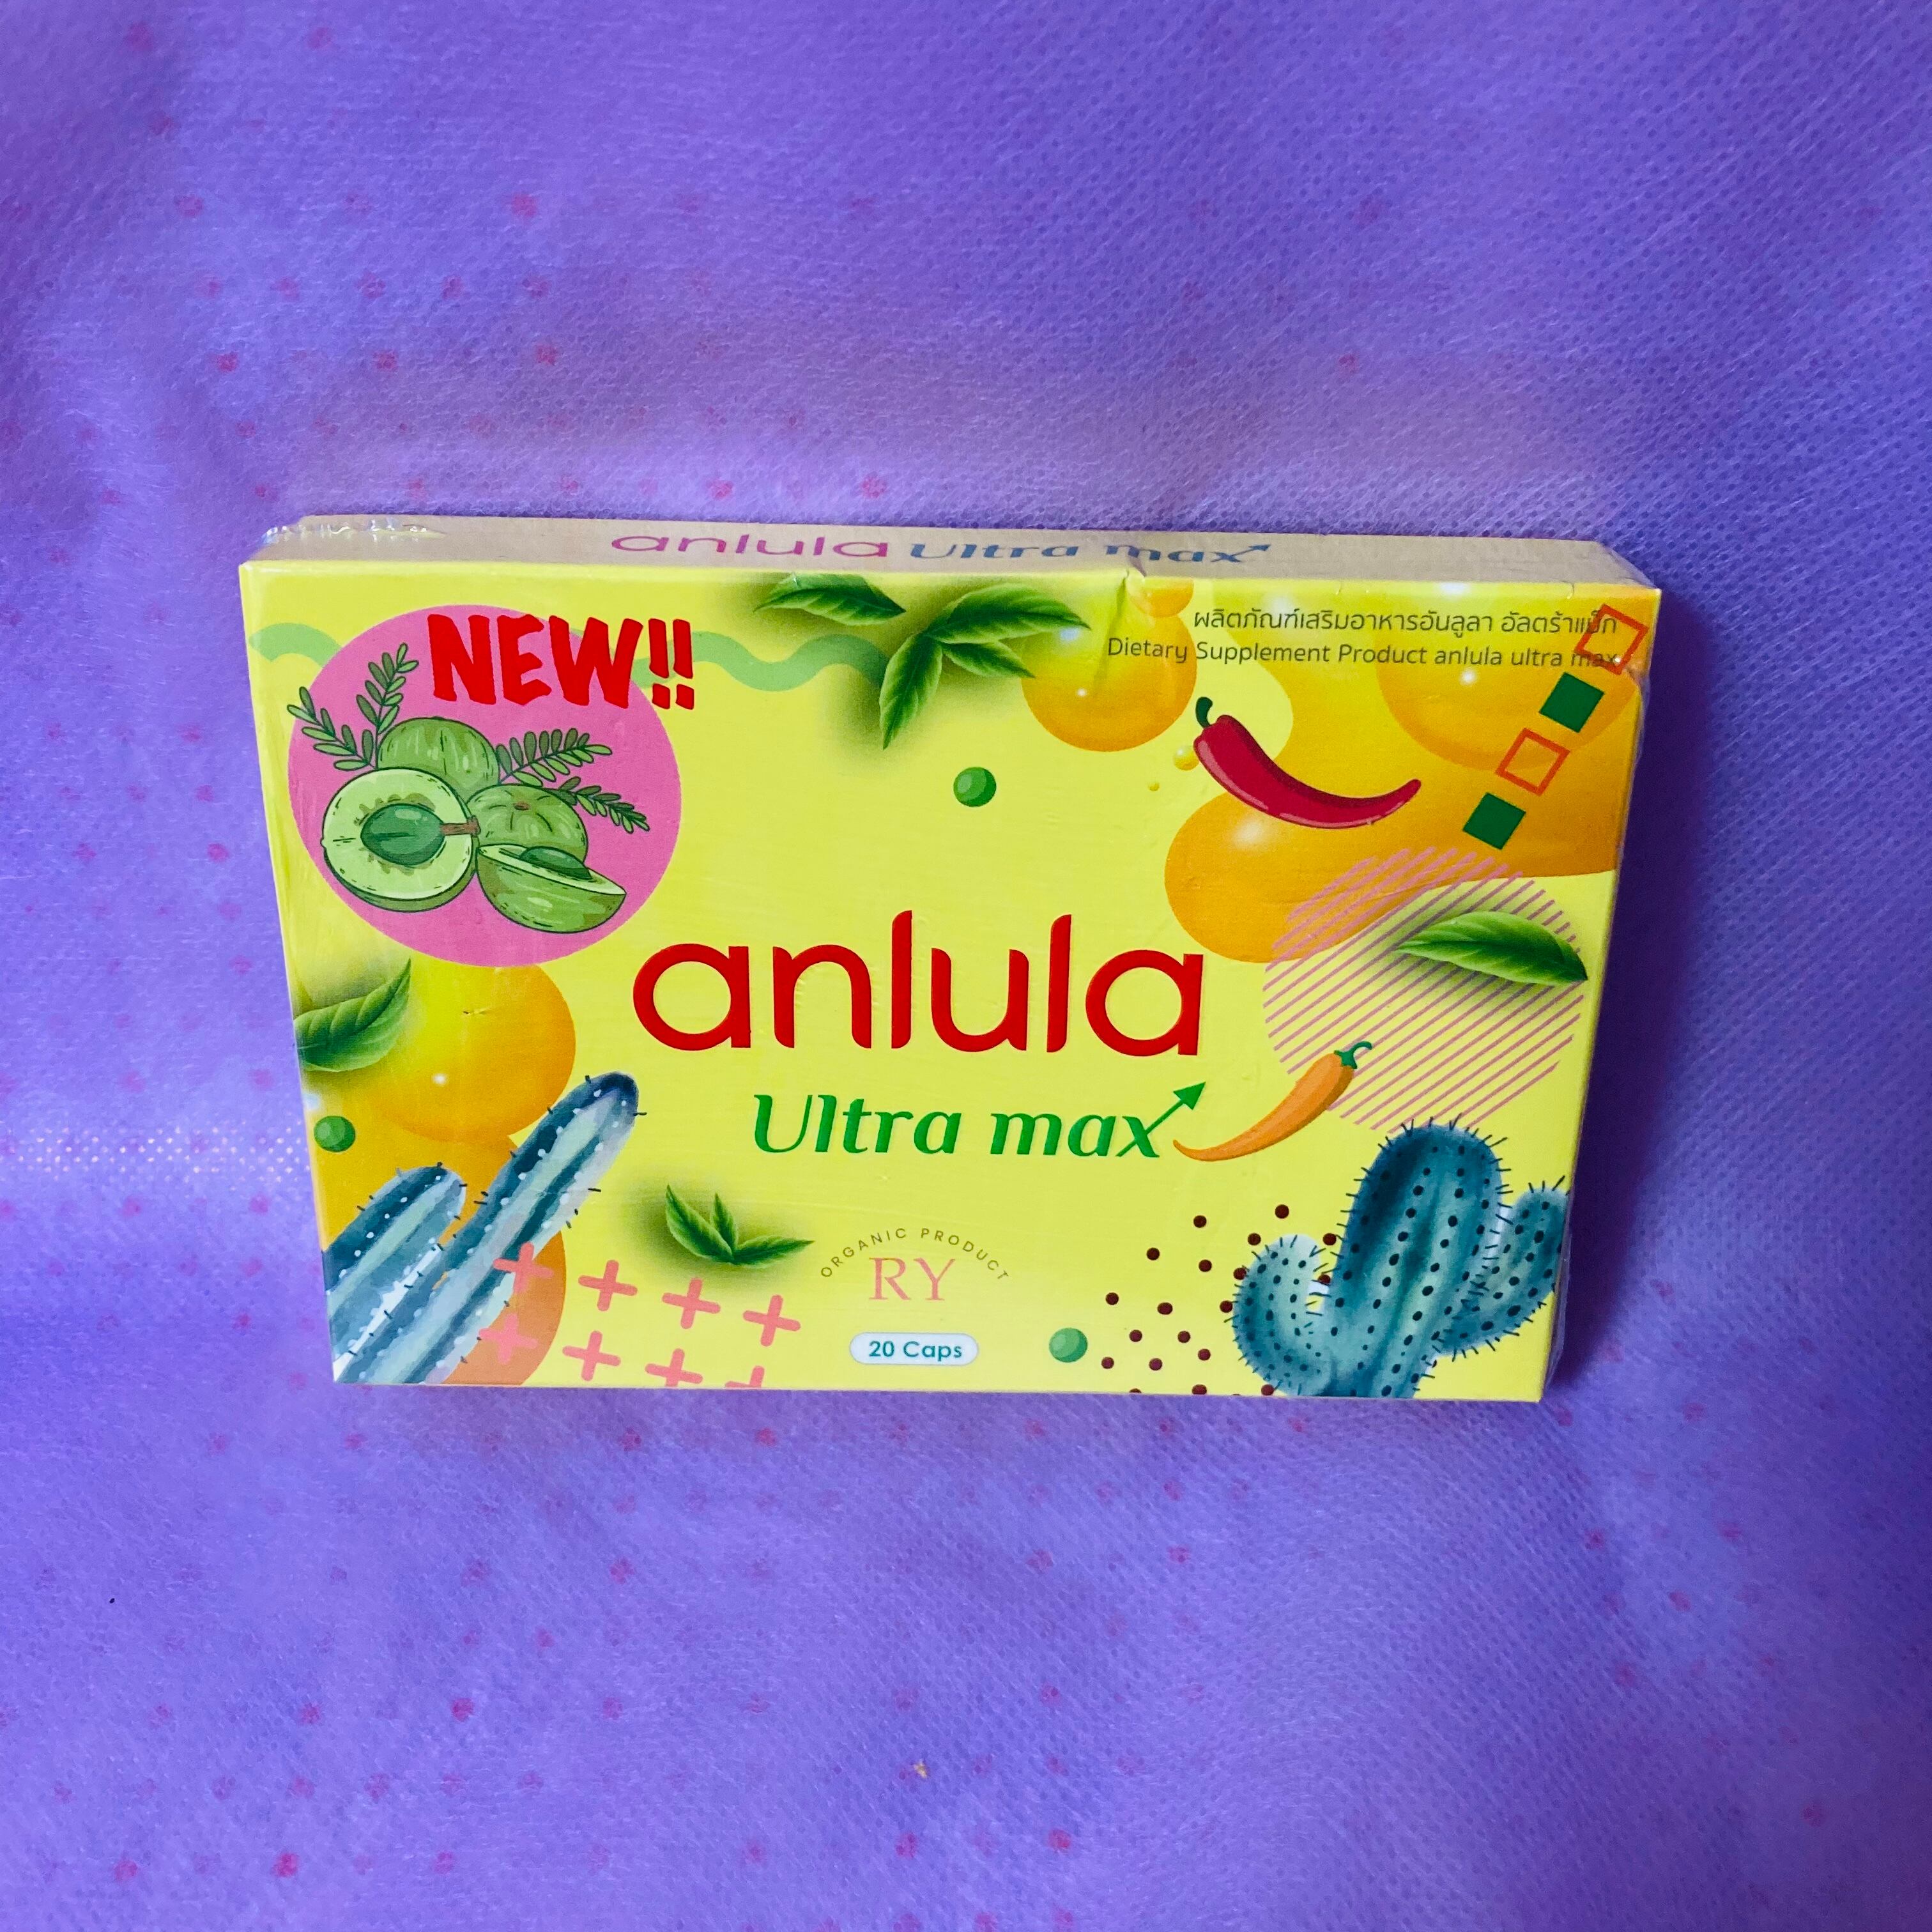 anlula Ultra max
NEW!!
ผลิตภัณฑ์เสริมอาหารอันลูลา อัลตร้าแม็ก
Dietary Supplement Product anlula ultra max
anlula
Ultra max
ORGANIC PRODUCT
RY
20 Caps